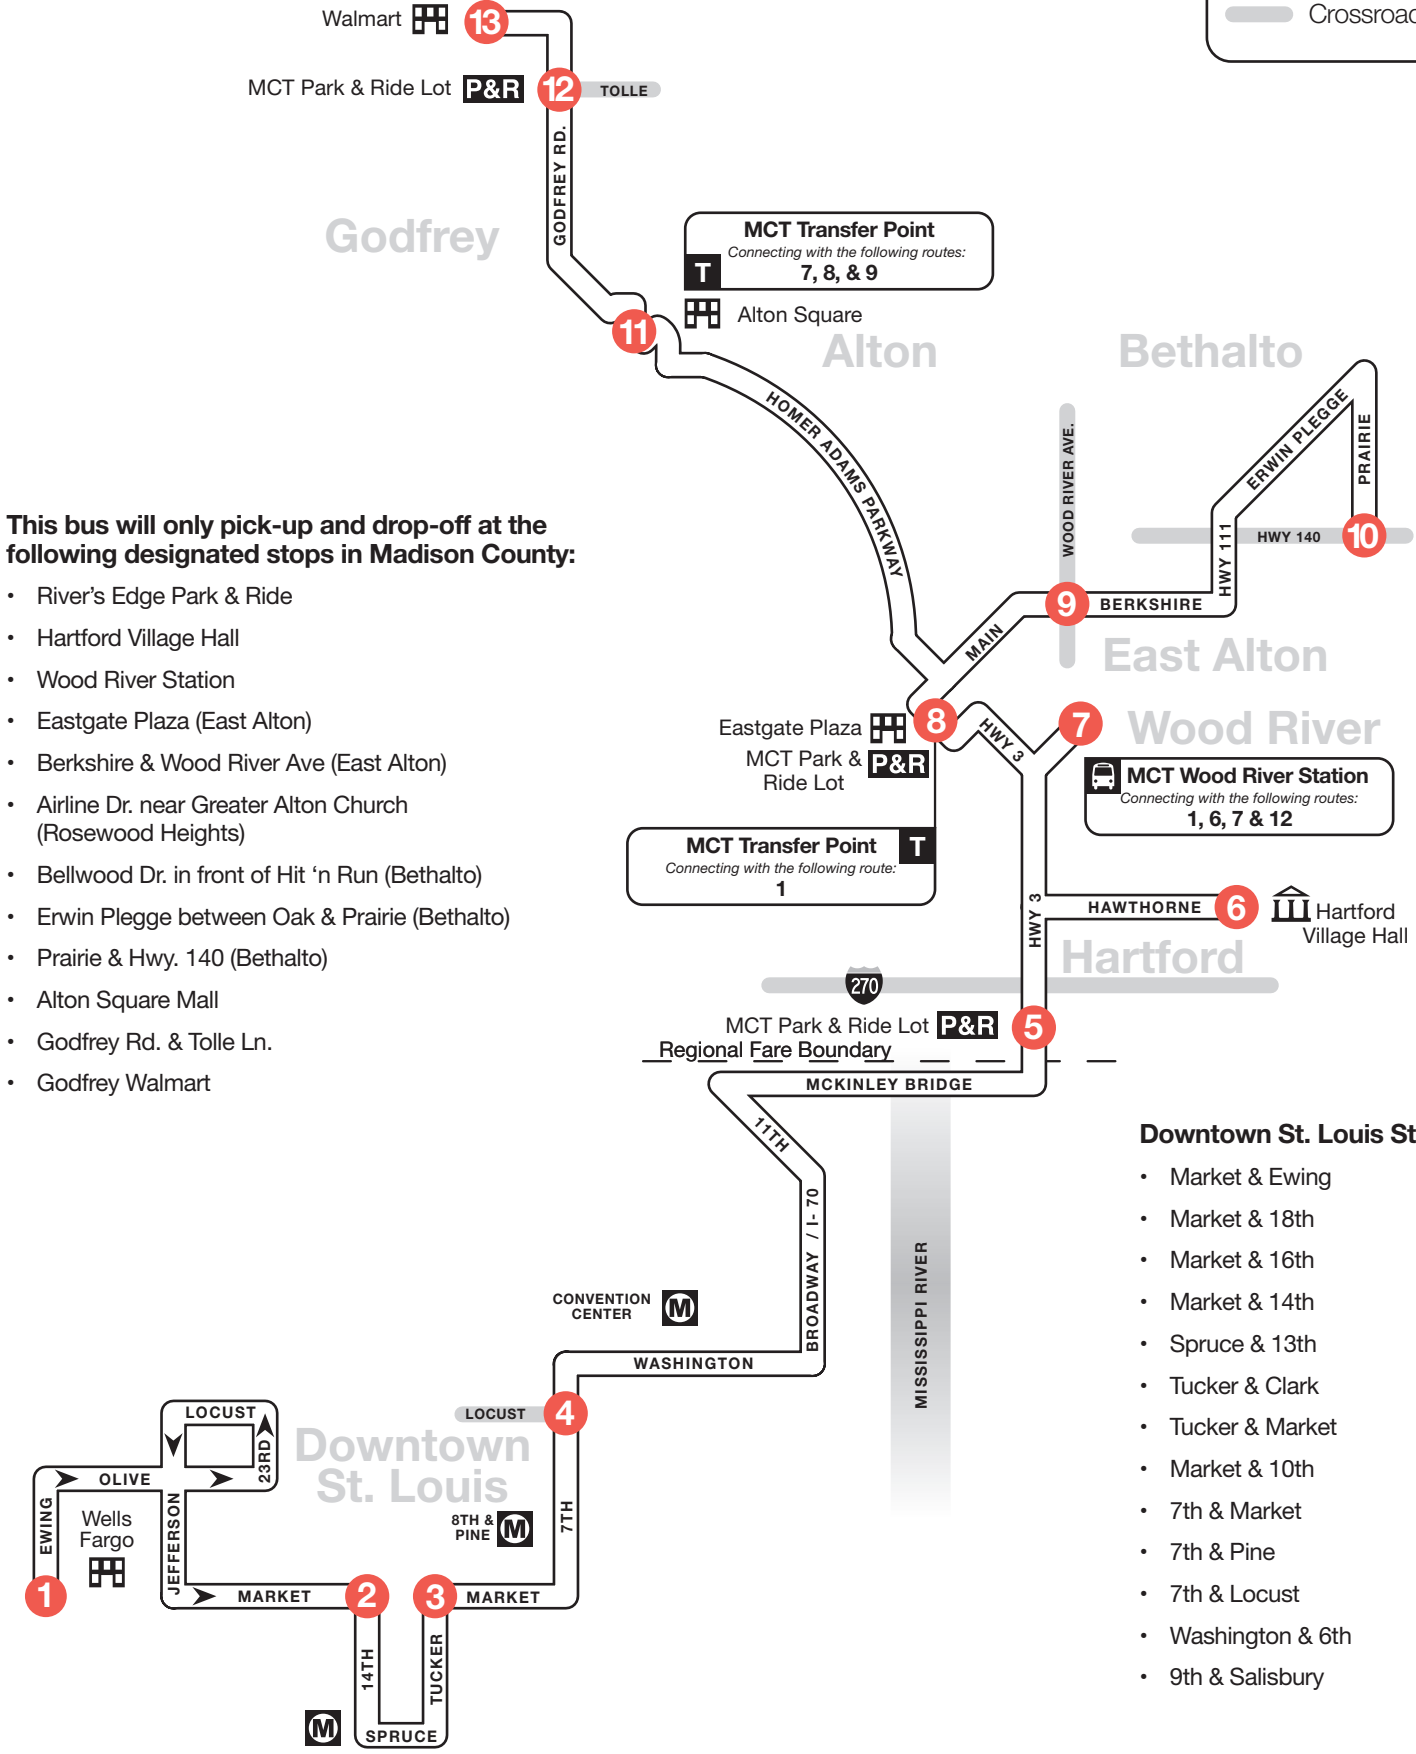 Crossroad
Walmart
13
MCT Park & Ride Lot P&R
12
TOLLE
GODFREY RD.
Godfrey
MCT Transfer Point
Connecting with the following routes:
T
7, 8, & 9
Alton Square
11
Alton
Bethalto
HOMER ADAMS PARKWAY
WOOD RIVER AVE.
ERWIN PLEGGE
PRAIRIE
HWY 140
10
HWY 111
9
BERKSHIRE
MAIN
East Alton
This bus will only pick-up and drop-off at the
following designated stops in Madison County:
• River’s Edge Park & Ride
• Hartford Village Hall
• Wood River Station
• Eastgate Plaza (East Alton)
• Berkshire & Wood River Ave (East Alton)
• Airline Dr. near Greater Alton Church
(Rosewood Heights)
• Bellwood Dr. in front of Hit ‘n Run (Bethalto)
• Erwin Plegge between Oak & Prairie (Bethalto)
• Prairie & Hwy. 140 (Bethalto)
• Alton Square Mall
• Godfrey Rd. & Tolle Ln.
• Godfrey Walmart
Eastgate Plaza
8
MCT Park &
Ride Lot
P&R
HWY 3
7
Wood River
MCT Wood River Station
Connecting with the following routes:
1, 6, 7 & 12
MCT Transfer Point
T
Connecting with the following route:
1
HWY 3
HAWTHORNE
6
Hartford
Village Hall
Hartford
270
MCT Park & Ride Lot P&R
5
Regional Fare Boundary
MCKINLEY BRIDGE
11TH
BROADWAY / I- 70
MISSISSIPPI RIVER
CONVENTION
CENTER
M
WASHINGTON
LOCUST
4
Downtown
St. Louis
LOCUST
23RD
OLIVE
EWING
Wells
Fargo
JEFFERSON
8TH &
PINE
M
7TH
1
MARKET
2
3
MARKET
14TH
TUCKER
SPRUCE
M
Downtown St. Louis St
• Market & Ewing
• Market & 18th
• Market & 16th
• Market & 14th
• Spruce & 13th
• Tucker & Clark
• Tucker & Market
• Market & 10th
• 7th & Market
• 7th & Pine
• 7th & Locust
• Washington & 6th
• 9th & Salisbury